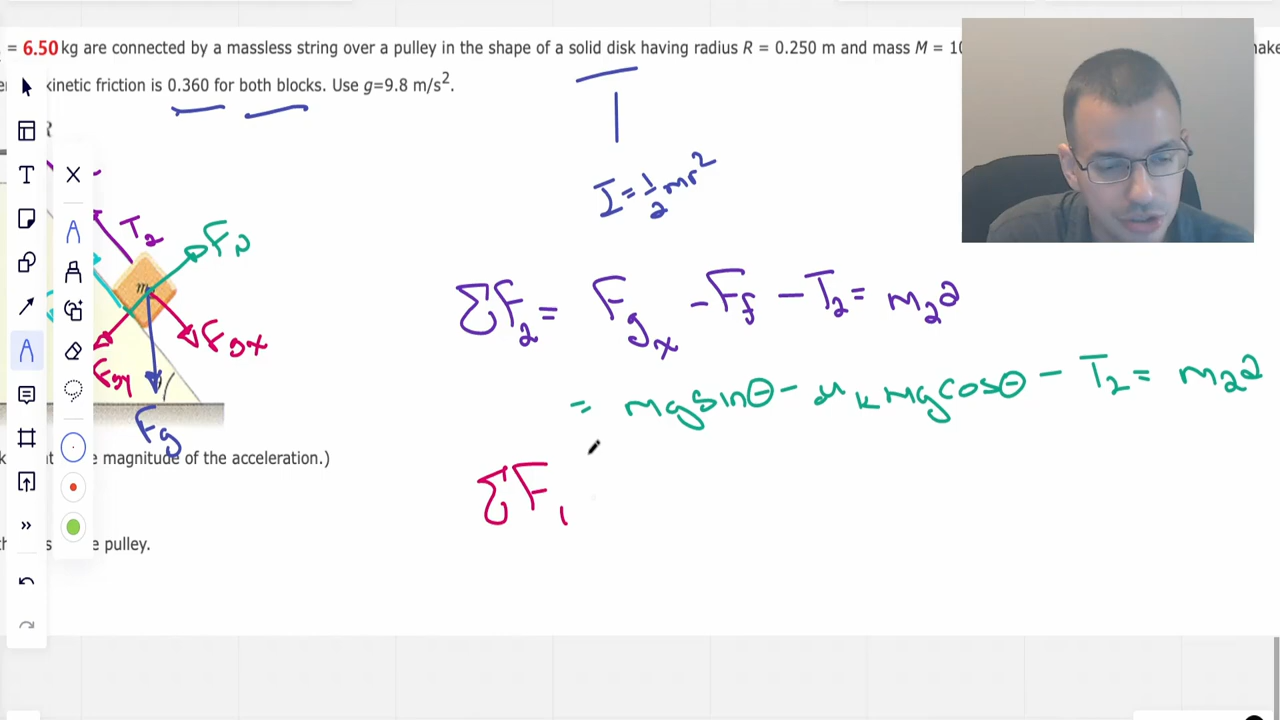 = 6.50 kg are connected by a massless string over a pulley in the shape of a solid disk having radius R = 0.250 m and mass M = 10
kinetic friction is 0.360 for both blocks. Use g=9.8 m/s².
T
I = 1/2 mr²
T₂
F_N
m
F_gx
F_gy
F_g
ΣF₂ = F_gx - F_f - T₂ = m₂a
= mg sinθ - μ_k mg cosθ - T₂ = m₂a
ΣF₁
magnitude of the acceleration.)
e pulley.